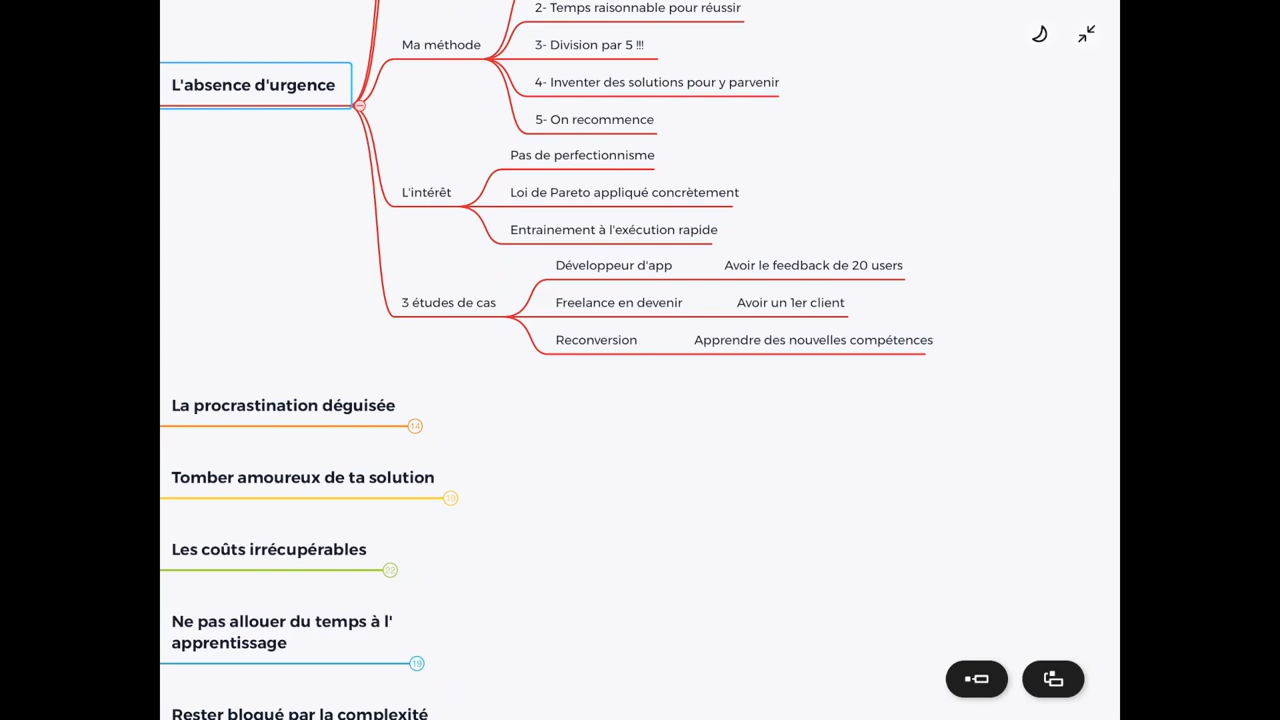 2- Temps raisonnable pour réussir
Ma méthode
3- Division par 5 !!!
L'absence d'urgence
4- Inventer des solutions pour y parvenir
5- On recommence
Pas de perfectionnisme
L'intérêt
Loi de Pareto appliqué concrètement
Entrainement à l'exécution rapide
Développeur d'app
Avoir le feedback de 20 users
3 études de cas
Freelance en devenir
Avoir un 1er client
Reconversion
Apprendre des nouvelles compétences
La procrastination déguisée
14
Tomber amoureux de ta solution
Les coûts irrécupérables
22
Ne pas allouer du temps à l'
apprentissage
19
Rester bloqué par la complexité